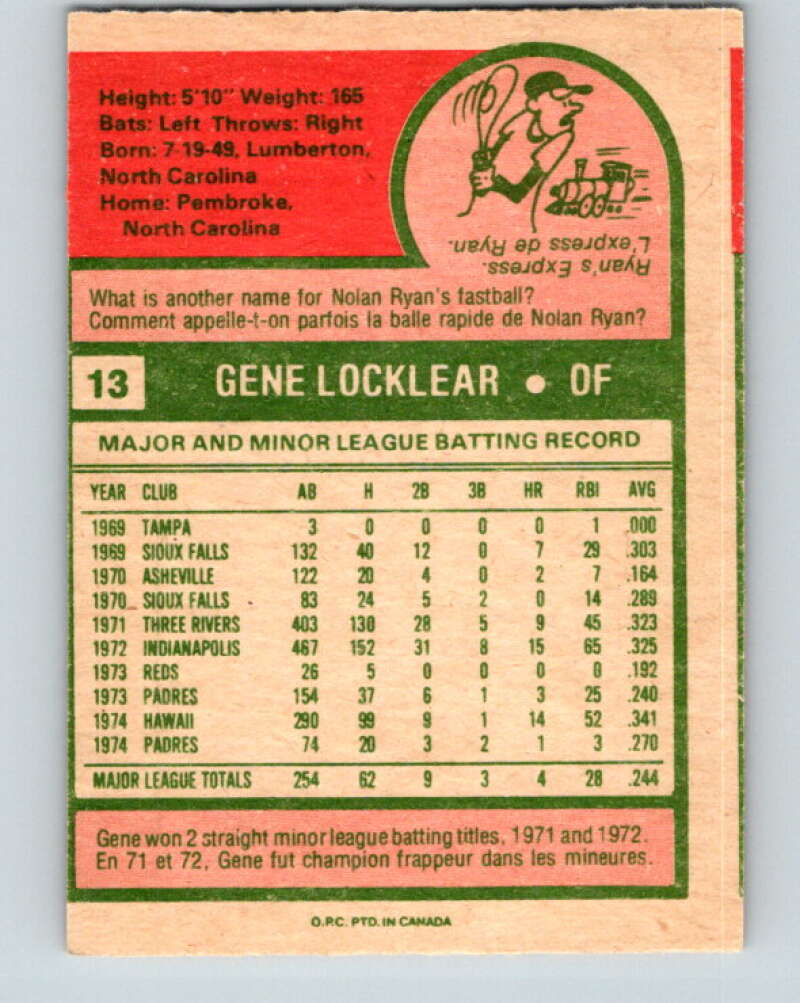 Height: 5'10" Weight: 165
Bats: Left Throws: Right
Born: 7-19-49, Lumberton,
North Carolina
Home: Pembroke,
North Carolina
Ryan's Express.
L'express de Ryan.
What is another name for Nolan Ryan's fastball?
Comment appelle-t-on parfois la balle rapide de Nolan Ryan?
13 GENE LOCKLEAR • OF
MAJOR AND MINOR LEAGUE BATTING RECORD
YEAR CLUB AB H 2B 3B HR RBI AVG
1969 TAMPA 3 0 0 0 0 1 .000
1969 SIOUX FALLS 132 40 12 0 7 29 .303
1970 ASHEVILLE 122 20 4 0 2 7 .164
1970 SIOUX FALLS 83 24 5 2 0 14 .289
1971 THREE RIVERS 403 130 28 5 9 45 .323
1972 INDIANAPOLIS 467 152 31 8 15 65 .325
1973 REDS 26 5 0 0 0 0 .192
1973 PADRES 154 37 6 1 3 25 .240
1974 HAWAII 290 99 9 1 14 52 .341
1974 PADRES 74 20 3 2 1 3 .270
MAJOR LEAGUE TOTALS 254 62 9 3 4 28 .244
Gene won 2 straight minor league batting titles, 1971 and 1972.
En 71 et 72, Gene fut champion frappeur dans les mineures.
O.P.C. PTD. IN CANADA